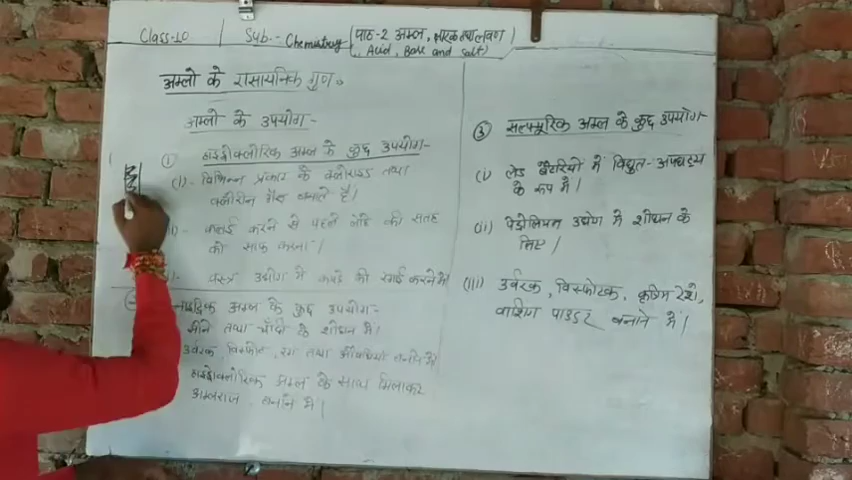 Class-10
Sub.- Chemistry (पाठ-2 अम्ल, क्षारक तथा लवण)
(Acid, Base and Salt)
अम्लो के रासायनिक गुण॰
अम्लो के उपयोग-
① हाइड्रोक्लोरिक अम्ल के कुछ उपयोग-
(i)- विभिन्न प्रकार के क्लोराइड तथा
क्लोरीन गैस बनाते है।
)- कलई करने से पहले लोहे की सतह
को साफ करना।
)- वस्त्र उद्योग में कपडे की रंगाई करने में
नाइट्रिक अम्ल के कुछ उपयोग-
सोने तथा चाँदी के शोधन में।
उर्वरक, विस्फोट, रंग तथा औषधियां बनाने में
हाइड्रोक्लोरिक अम्ल के साथ मिलाकर
अम्लराज बनाने में।
③ सल्फ्यूरिक अम्ल के कुछ उपयोग-
(i) लेड बैटरियो में विद्युत-अपघट्य
के रूप में।
(ii) पेट्रोलियम उद्योग में शोधन के
लिए।
(iii) उर्वरक, विस्फोटक, कृत्रिम रेशे,
वाशिंग पाउडर बनाने में।